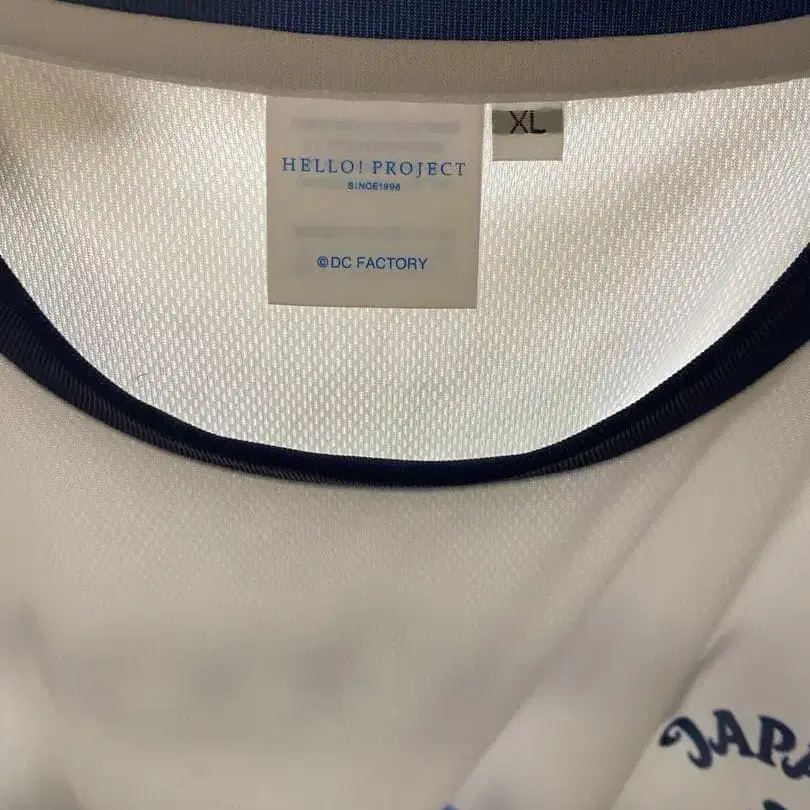 XL
HELLO! PROJECT
SINCE1998
©DC FACTORY